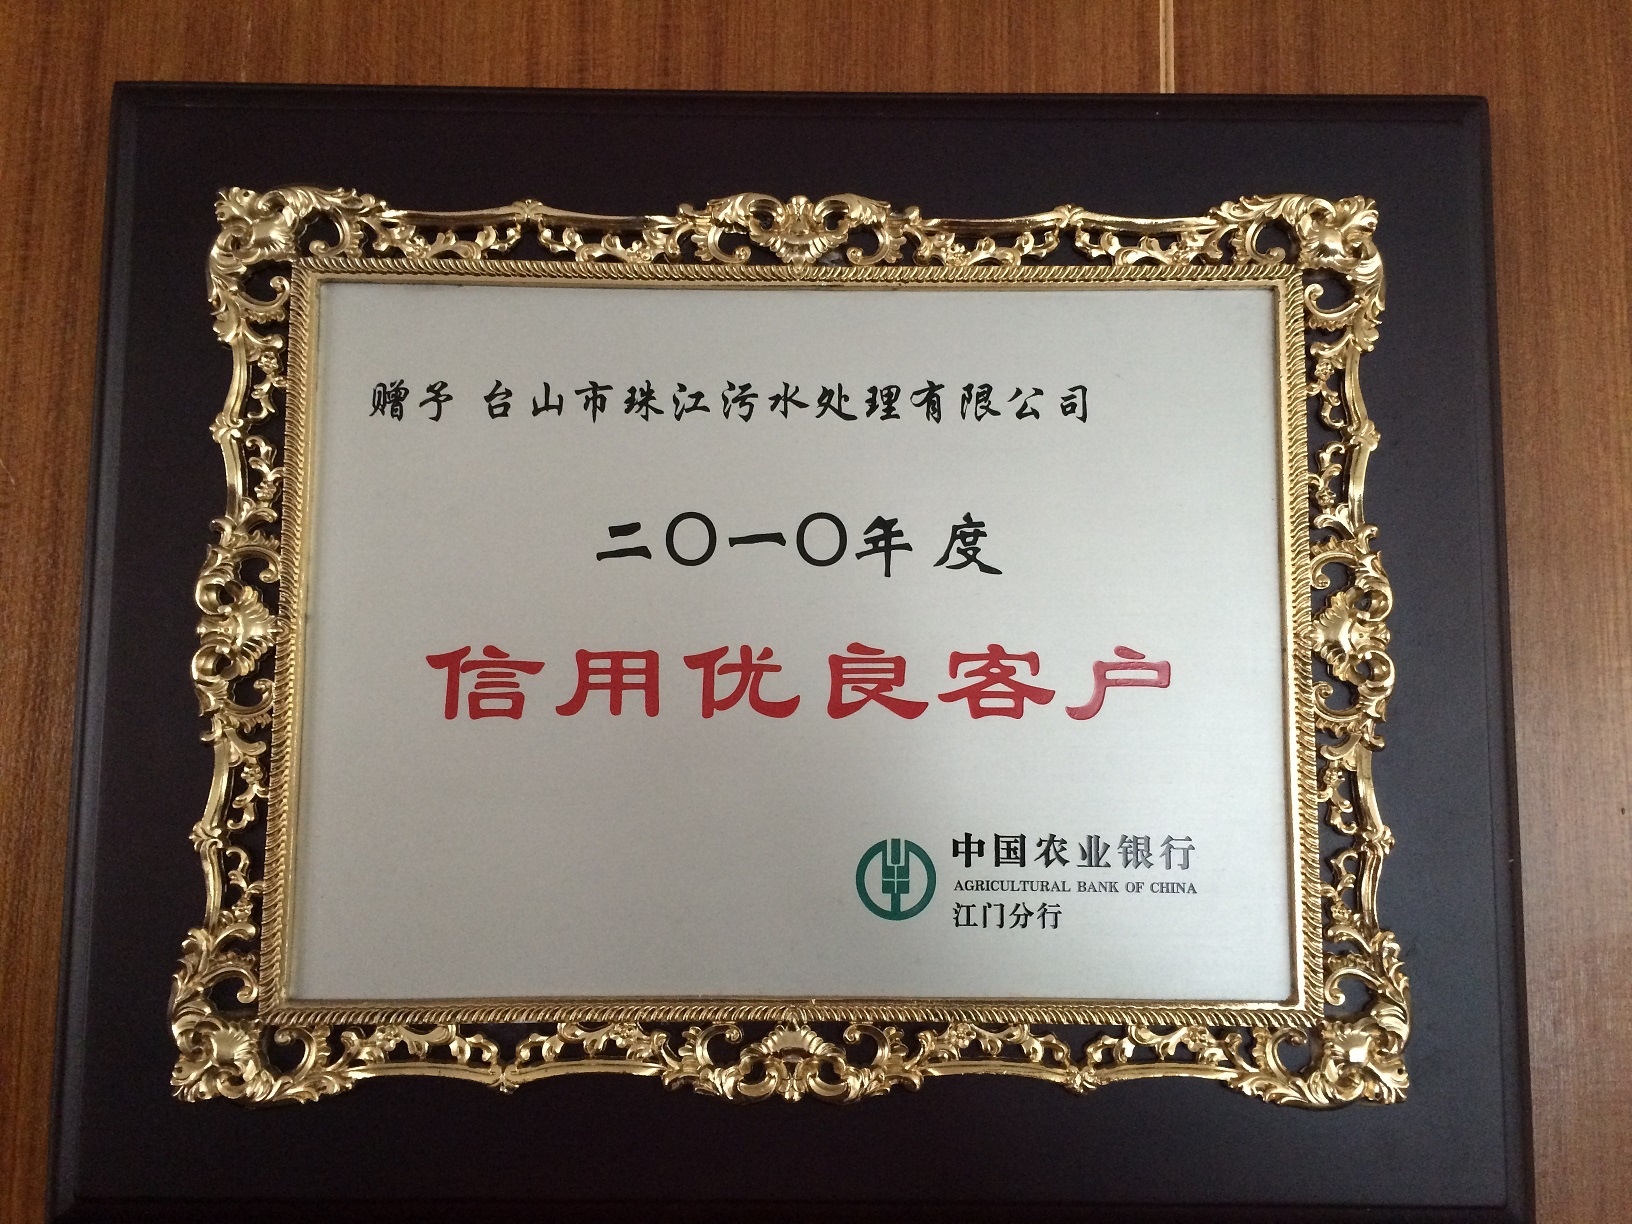 赠予 台山市珠江污水处理有限公司
二〇一〇年度
信用优良客户
中国农业银行
AGRICULTURAL BANK OF CHINA
江门分行